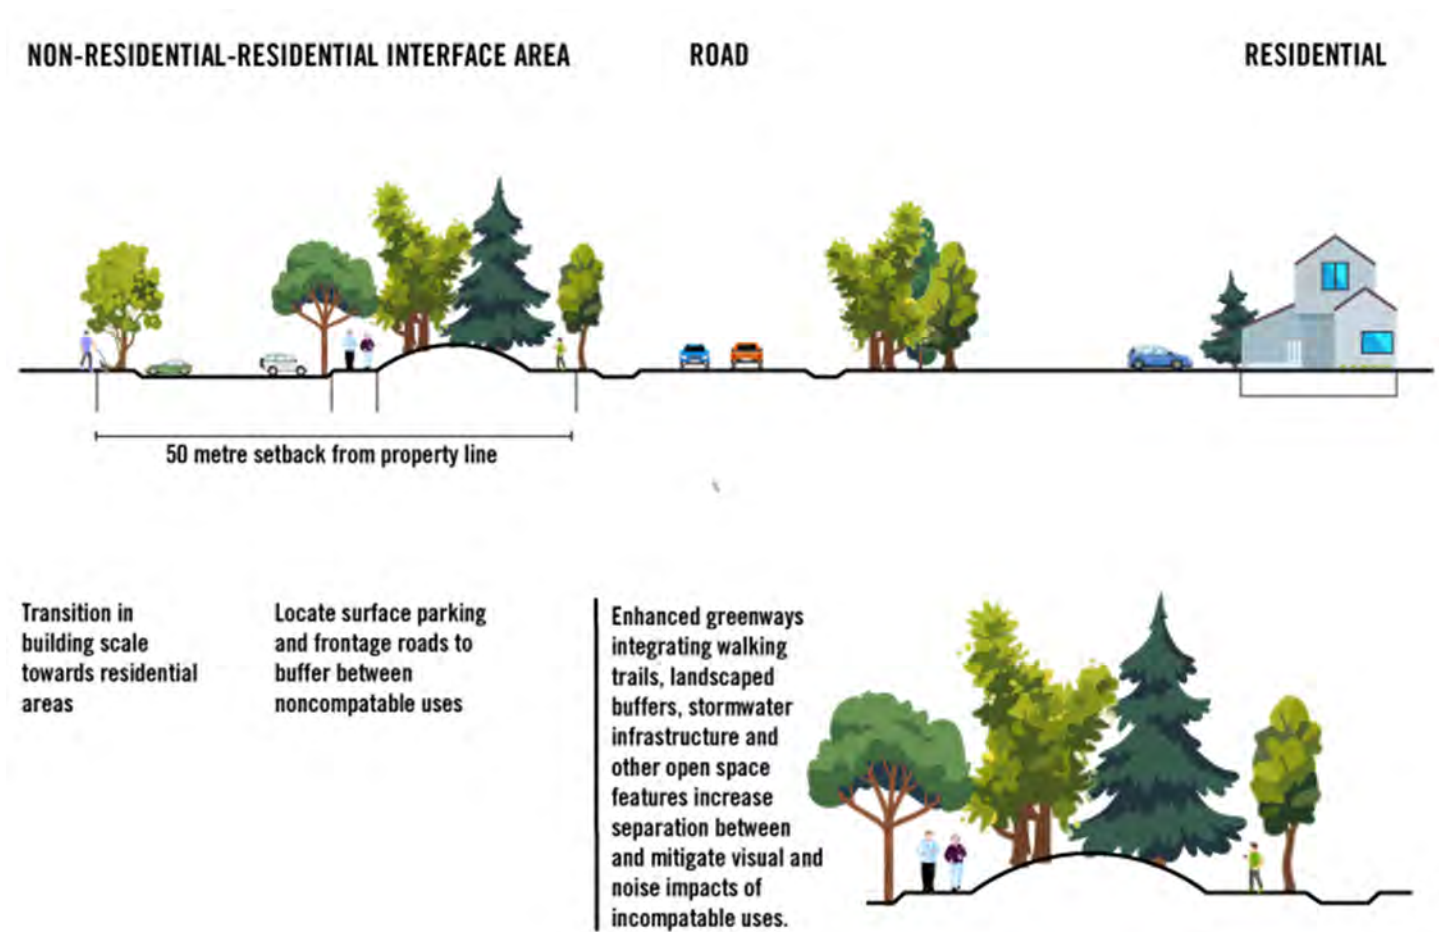 NON-RESIDENTIAL-RESIDENTIAL INTERFACE AREA
ROAD
RESIDENTIAL
50 metre setback from property line
Transition in
building scale
towards residential
areas
Locate surface parking
and frontage roads to
buffer between
noncompatable uses
Enhanced greenways
integrating walking
trails, landscaped
buffers, stormwater
infrastructure and
other open space
features increase
separation between
and mitigate visual and
noise impacts of
incompatable uses.